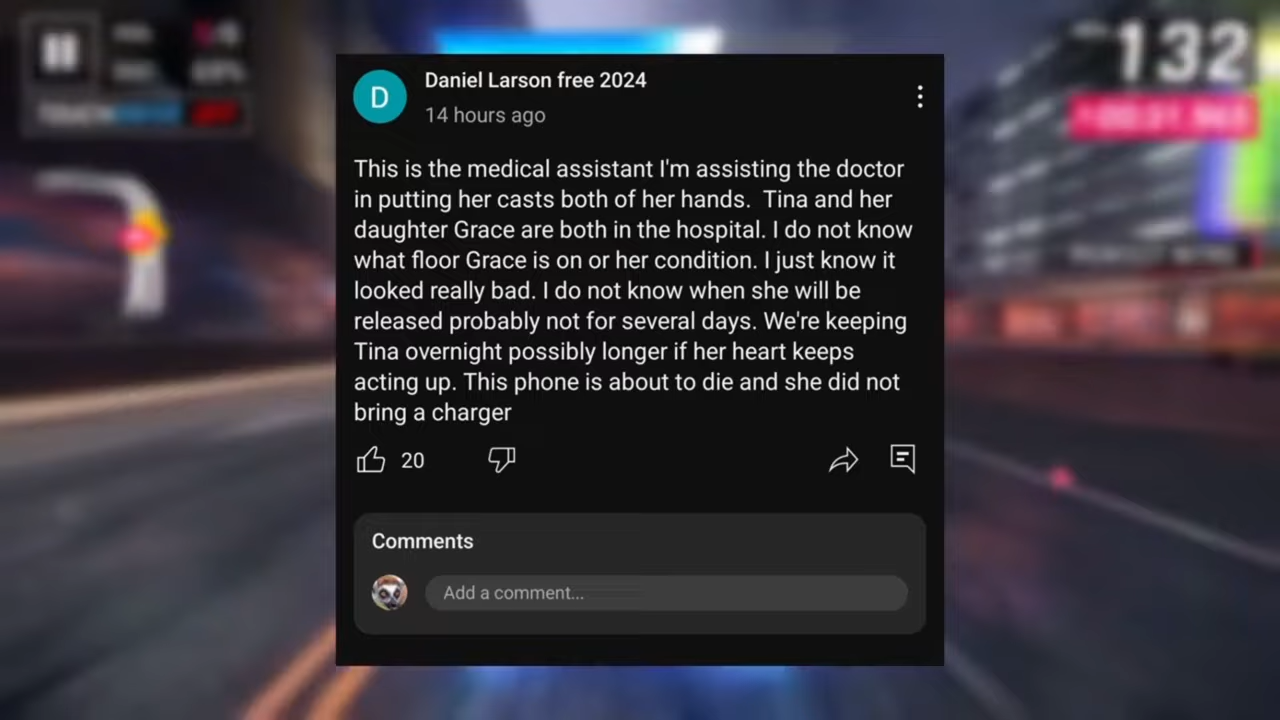 132
D
Daniel Larson free 2024
14 hours ago
This is the medical assistant I'm assisting the doctor
in putting her casts both of her hands.  Tina and her
daughter Grace are both in the hospital. I do not know
what floor Grace is on or her condition. I just know it
looked really bad. I do not know when she will be
released probably not for several days. We're keeping
Tina overnight possibly longer if her heart keeps
acting up. This phone is about to die and she did not
bring a charger
20
Comments
Add a comment...